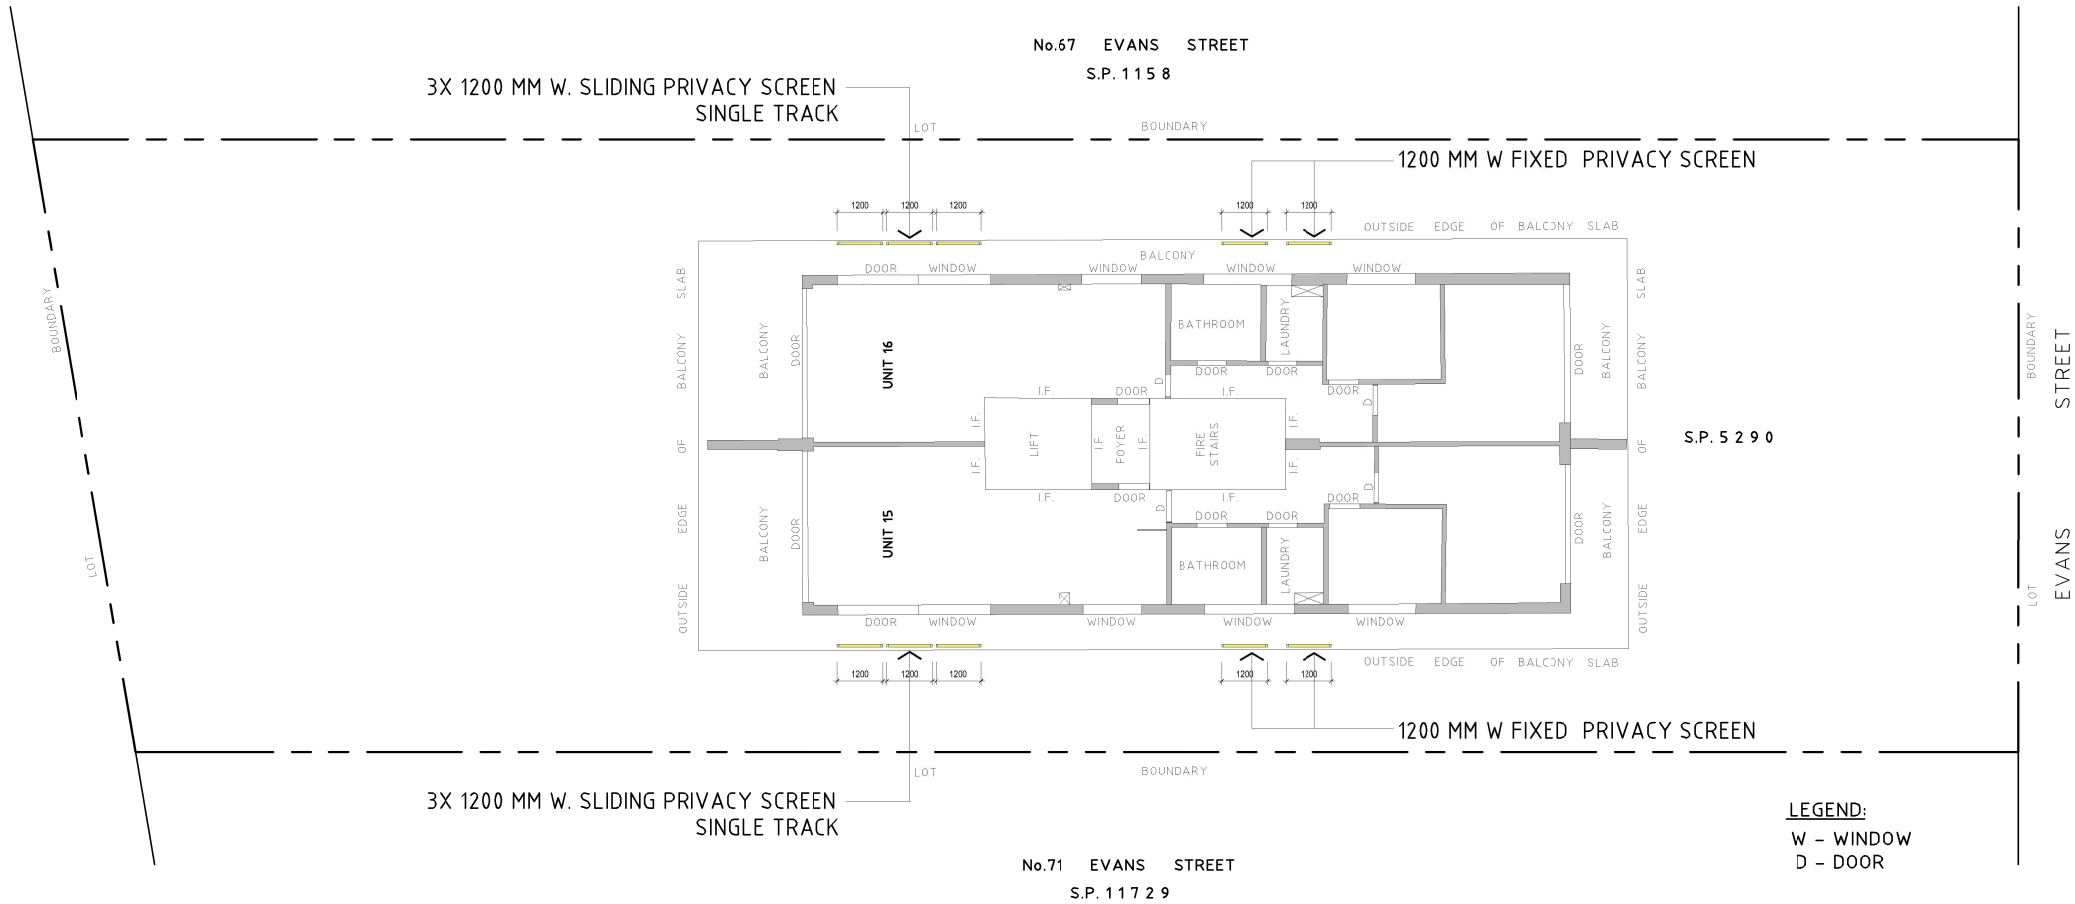 No.67 EVANS STREET
S.P. 1158
3X 1200 MM W. SLIDING PRIVACY SCREEN
SINGLE TRACK
LOT BOUNDARY
1200 MM W FIXED PRIVACY SCREEN
1200 1200 1200 1200 1200
OUTSIDE EDGE OF BALCONY SLAB
BALCONY
DOOR WINDOW WINDOW WINDOW WINDOW
LOT BOUNDARY
OUTSIDE EDGE OF BALCONY SLAB
BALCONY
DOOR
UNIT 16
BATHROOM
LAUNDRY
DOOR DOOR
D
I.F. DOOR I.F. DOOR
D
DOOR
BALCONY
OUTSIDE EDGE OF BALCONY SLAB
LOT BOUNDARY
EVANS STREET
I.F. I.F.
LIFT
I.F.
FOYER
I.F.
FIRE
STAIRS
S.P. 5290
I.F. I.F.
I.F. DOOR I.F. DOOR
D
D
BALCONY
DOOR
UNIT 15
DOOR DOOR
BATHROOM
LAUNDRY
DOOR
BALCONY
DOOR WINDOW WINDOW WINDOW WINDOW
OUTSIDE EDGE OF BALCONY SLAB
1200 1200 1200 1200 1200
1200 MM W FIXED PRIVACY SCREEN
LOT BOUNDARY
3X 1200 MM W. SLIDING PRIVACY SCREEN
SINGLE TRACK
LEGEND:
W - WINDOW
D - DOOR
No.71 EVANS STREET
S.P. 11729